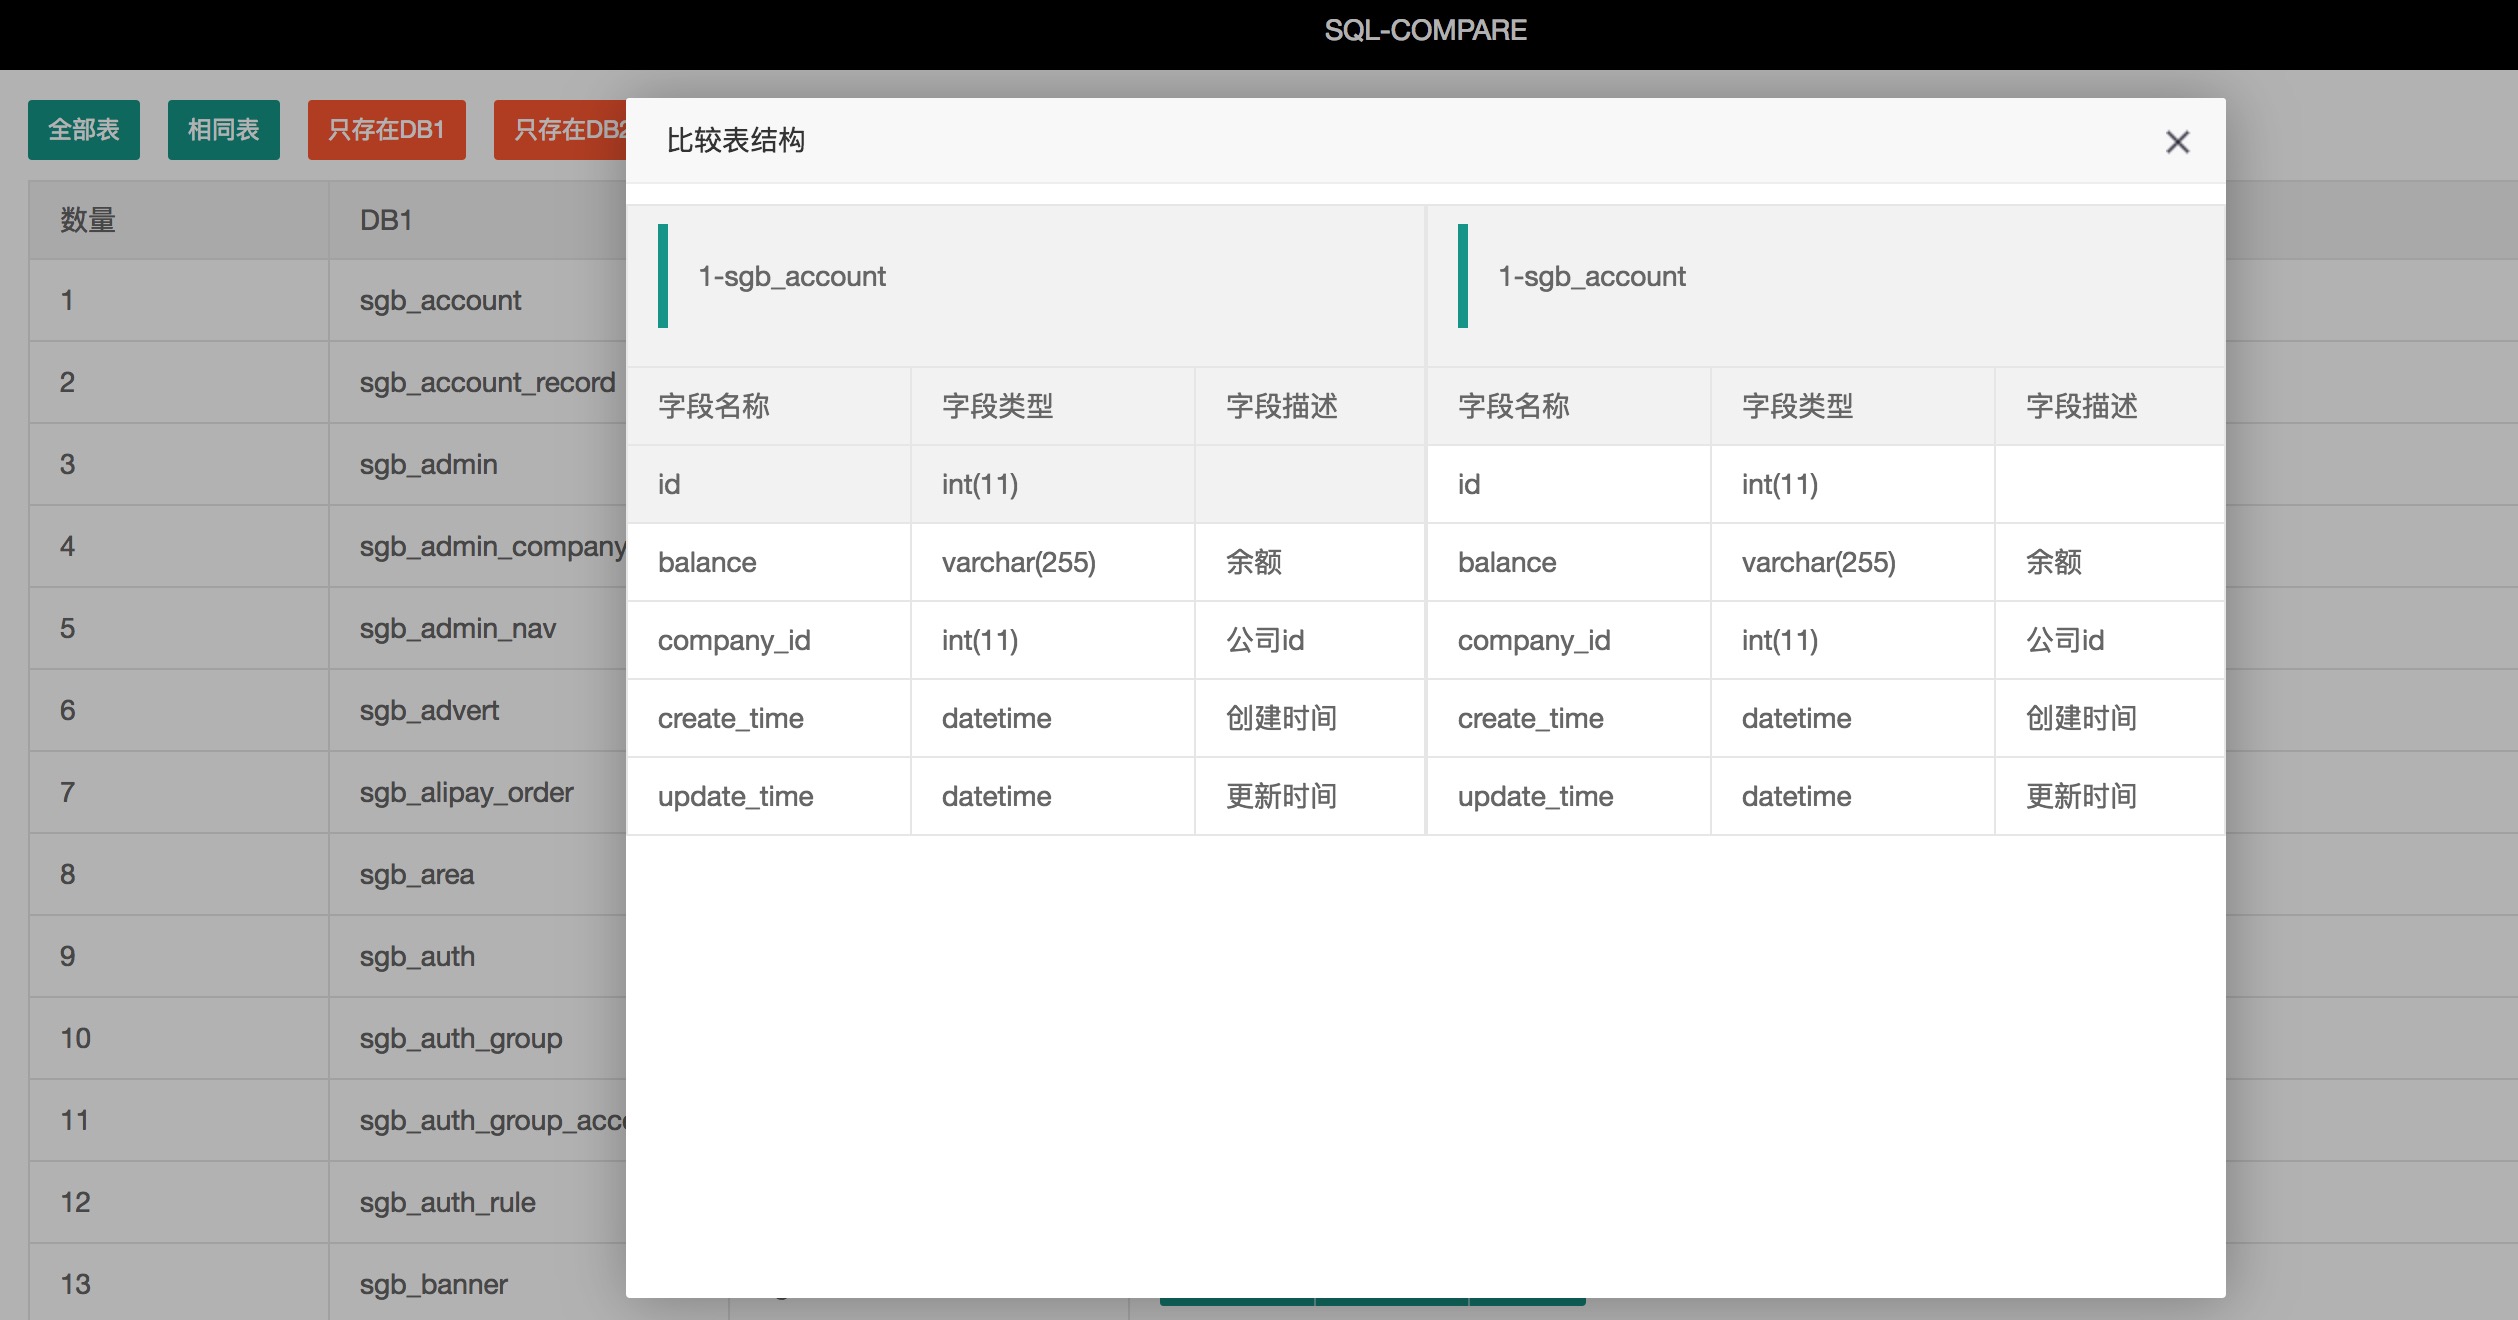 SQL-COMPARE
全部表 相同表 只存在DB1 只存在DB2
数量 DB1
1 sgb_account
2 sgb_account_record
3 sgb_admin
4 sgb_admin_company
5 sgb_admin_nav
6 sgb_advert
7 sgb_alipay_order
8 sgb_area
9 sgb_auth
10 sgb_auth_group
11 sgb_auth_group_acc
12 sgb_auth_rule
13 sgb_banner
比较表结构
1-sgb_account 1-sgb_account
字段名称 字段类型 字段描述 字段名称 字段类型 字段描述
id int(11) id int(11)
balance varchar(255) 余额 balance varchar(255) 余额
company_id int(11) 公司id company_id int(11) 公司id
create_time datetime 创建时间 create_time datetime 创建时间
update_time datetime 更新时间 update_time datetime 更新时间